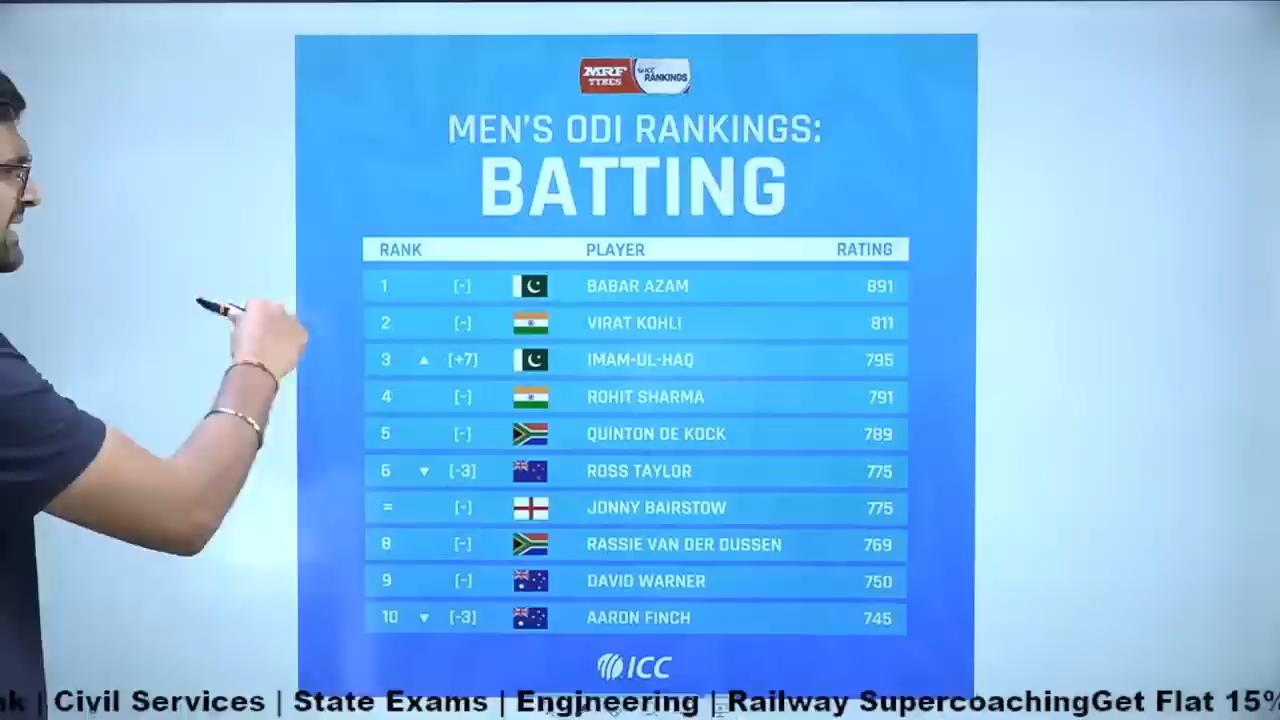 MRF TYRES ICC RANKINGS
MEN'S ODI RANKINGS:
BATTING
RANK PLAYER RATING
1 [-] BABAR AZAM 891
2 [-] VIRAT KOHLI 811
3 ▲ [+7] IMAM-UL-HAQ 795
4 [-] ROHIT SHARMA 791
5 [-] QUINTON DE KOCK 789
6 ▼ [-3] ROSS TAYLOR 775
= [-] JONNY BAIRSTOW 775
8 [-] RASSIE VAN DER DUSSEN 769
9 [-] DAVID WARNER 750
10 ▼ [-3] AARON FINCH 745
ICC
| Civil Services | State Exams | Engineering | Railway SupercoachingGet Flat 15%